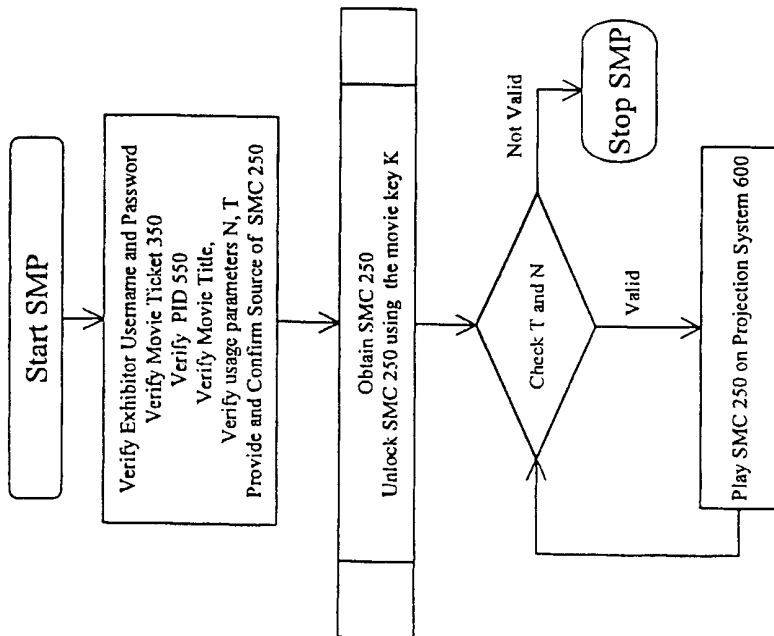 Start SMP
Verify Exhibitor Username and Password
Verify Movie Ticket 350
Verify PID 550
Verify Movie Title,
Verify usage parameters N, T
Provide and Confirm Source of SMC 250
Obtain SMC 250
Unlock SMC 250 using the movie key K
Check T and N
Not Valid
Stop SMP
Valid
Play SMC 250 on Projection System 600